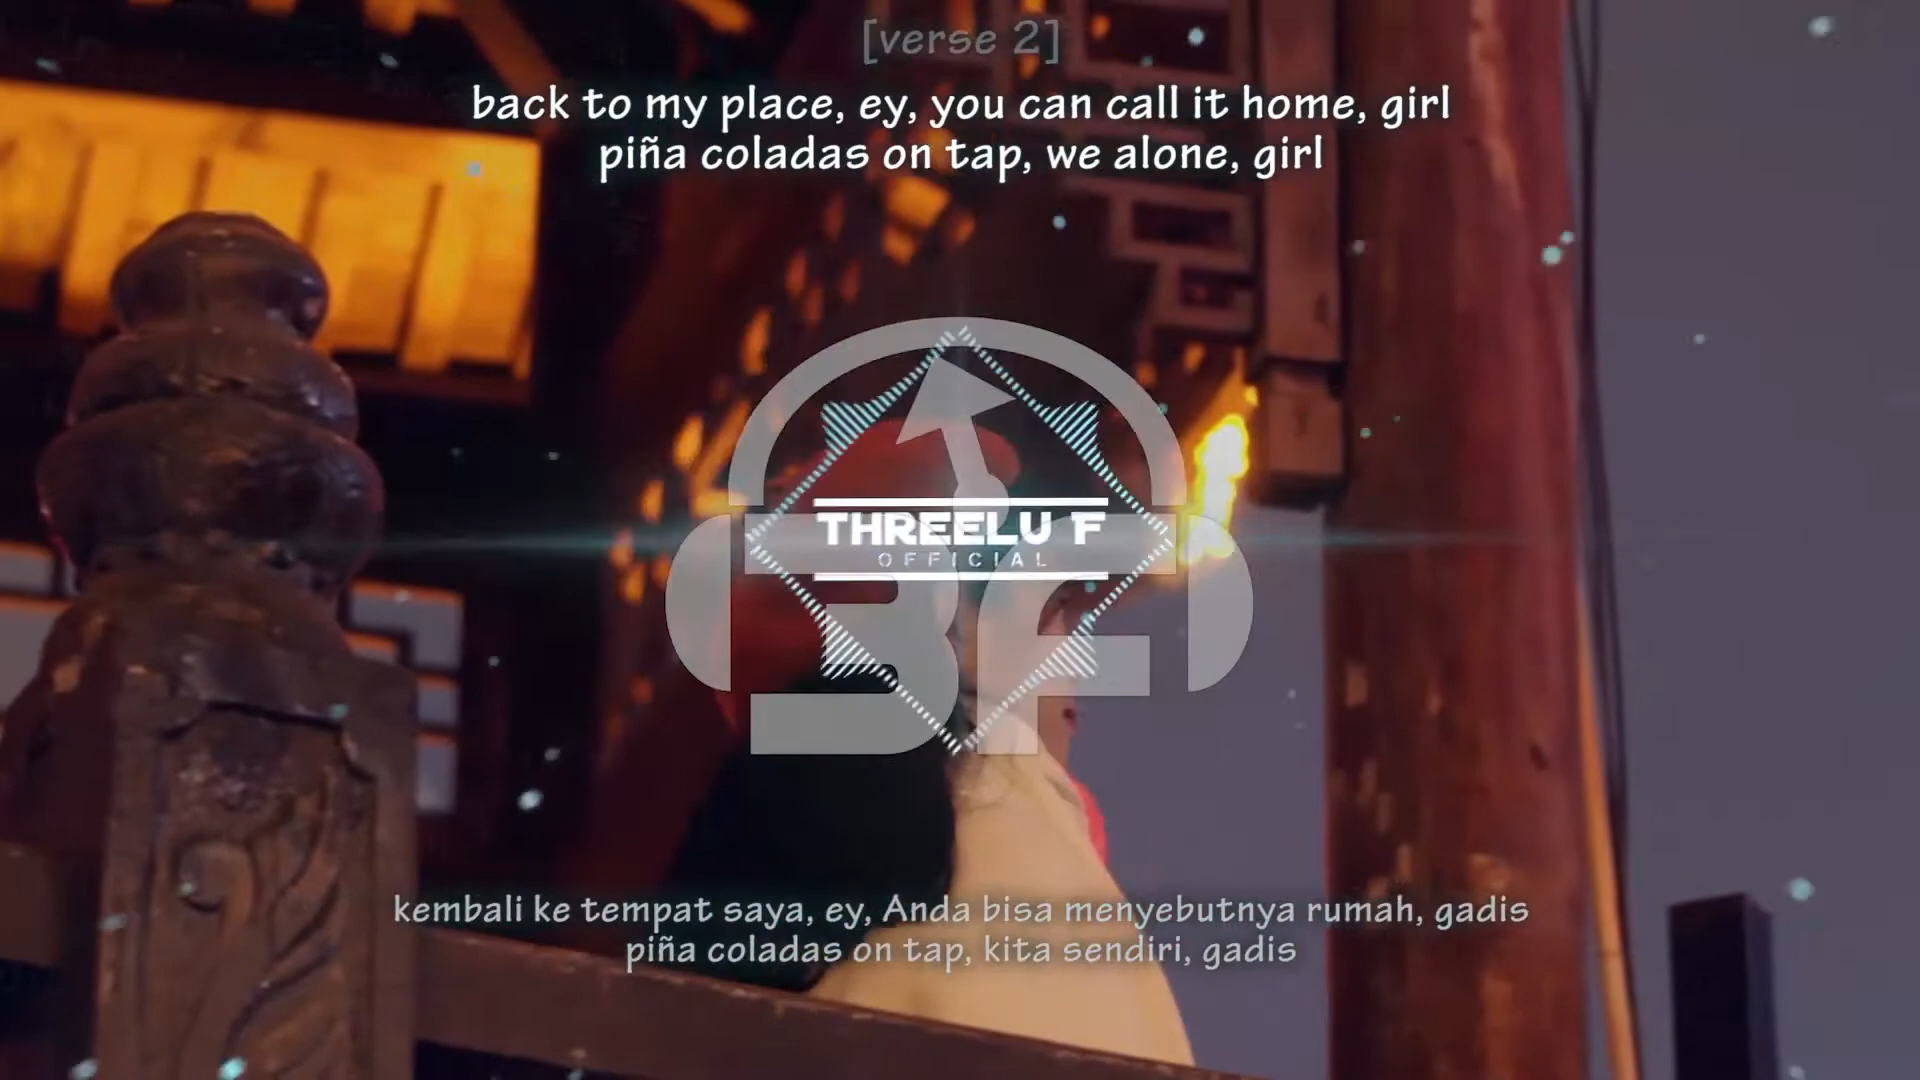 [verse 2]
back to my place, ey, you can call it home, girl
piña coladas on tap, we alone, girl
THREELU F
OFFICIAL
3F
kembali ke tempat saya, ey, Anda bisa menyebutnya rumah, gadis
piña coladas on tap, kita sendiri, gadis